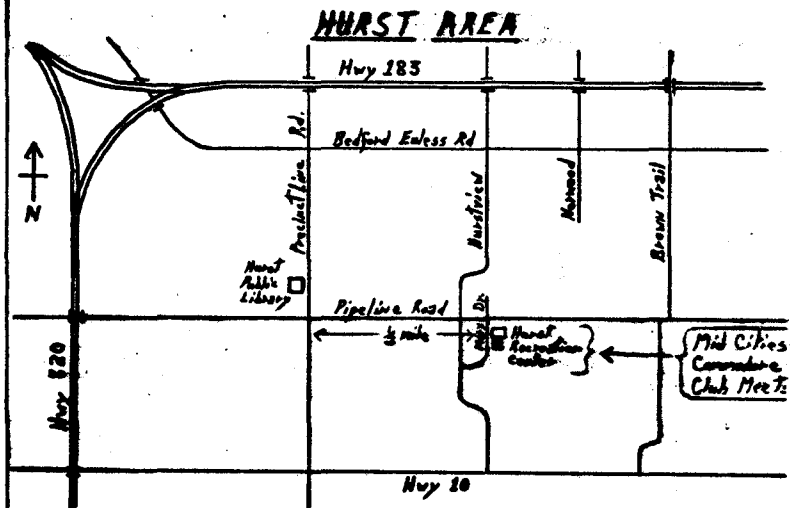 HURST AREA
Hwy 183
Precinct Line Rd.
Bedford Euless Rd
N
Hurstview
Norwood
Brown Trail
Hurst
Public
Library
Pipeline Road
1/2 mile
Dr.
Hurst
Recreation
Center
Mid Cities
Commodore
Club Meets
Hwy 820
Hwy 10